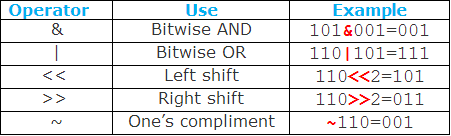 Operator Use Example
& Bitwise AND 101&001=001
| Bitwise OR 110|101=111
<< Left shift 110<<2=101
>> Right shift 110>>2=011
~ One's compliment ~110=001